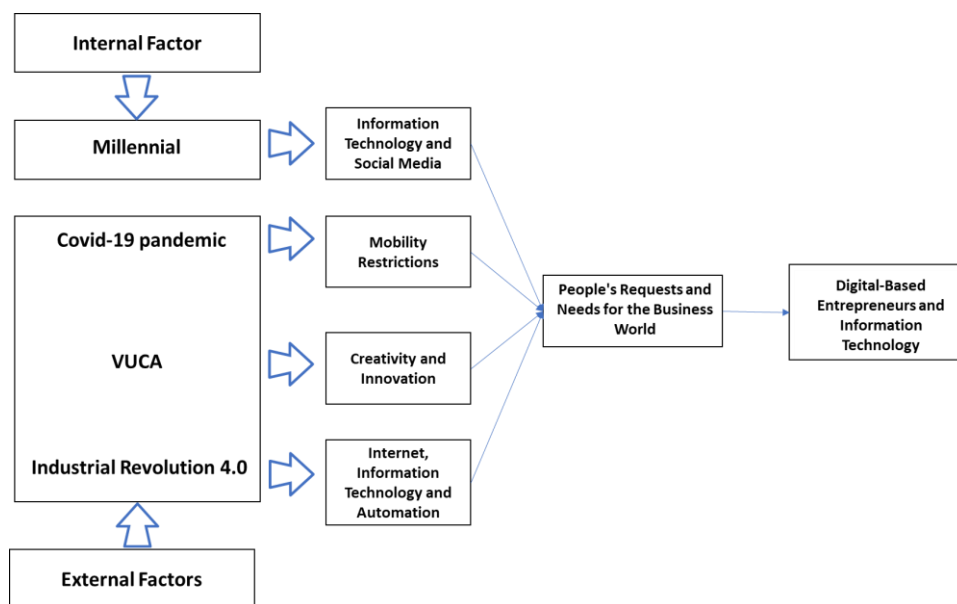 Internal Factor
Millennial
Information
Technology and
Social Media
Covid-19 pandemic
Mobility
Restrictions
VUCA
Creativity and
Innovation
Industrial Revolution 4.0
Internet,
Information
Technology and
Automation
External Factors
People's Requests and
Needs for the Business
World
Digital-Based
Entrepreneurs and
Information
Technology